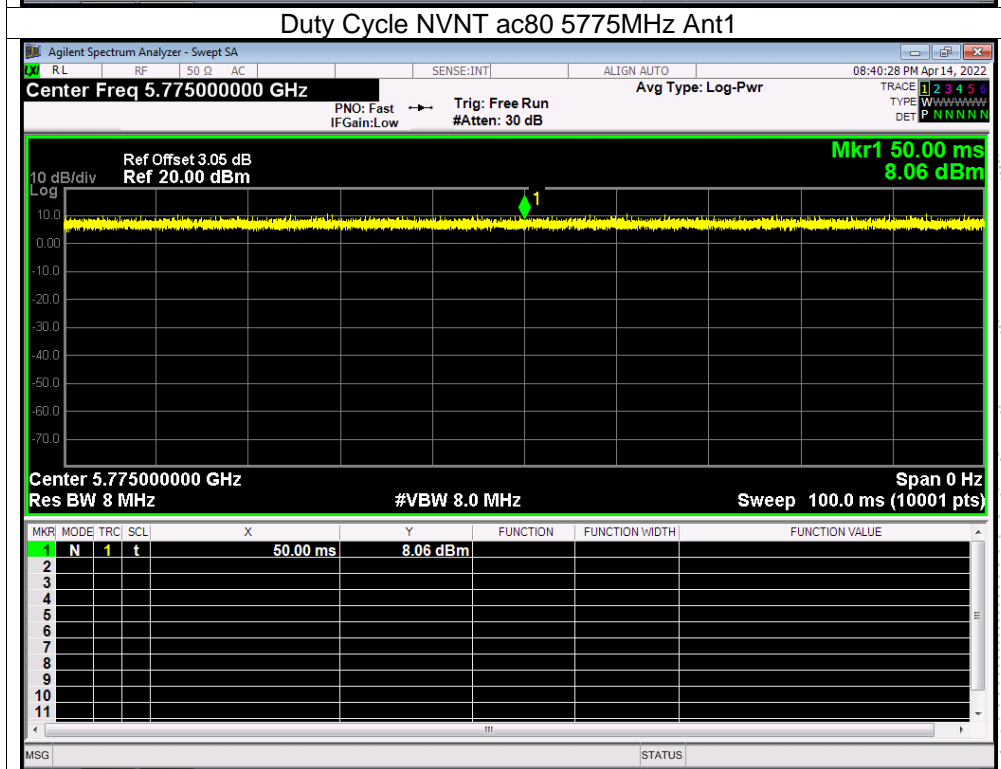 Duty Cycle NVNT ac80 5775MHz Ant1
Agilent Spectrum Analyzer - Swept SA
LXI RL RF 50 Ω AC SENSE:INT ALIGN AUTO 08:40:28 PM Apr 14, 2022
Center Freq 5.775000000 GHz Avg Type: Log-Pwr TRACE 1 2 3 4 5 6
PNO: Fast Trig: Free Run TYPE WWWWWW
IFGain:Low #Atten: 30 dB DET P N N N N N
Mkr1 50.00 ms
8.06 dBm
Ref Offset 3.05 dB
10 dB/div Ref 20.00 dBm
Log
1
10.0
0.00
-10.0
-20.0
-30.0
-40.0
-50.0
-60.0
-70.0
Center 5.775000000 GHz Span 0 Hz
Res BW 8 MHz #VBW 8.0 MHz Sweep 100.0 ms (10001 pts)
MKR MODE TRC SCL X Y FUNCTION FUNCTION WIDTH FUNCTION VALUE
1 N 1 t 50.00 ms 8.06 dBm
2
3
4
5
6
7
8
9
10
11
MSG STATUS